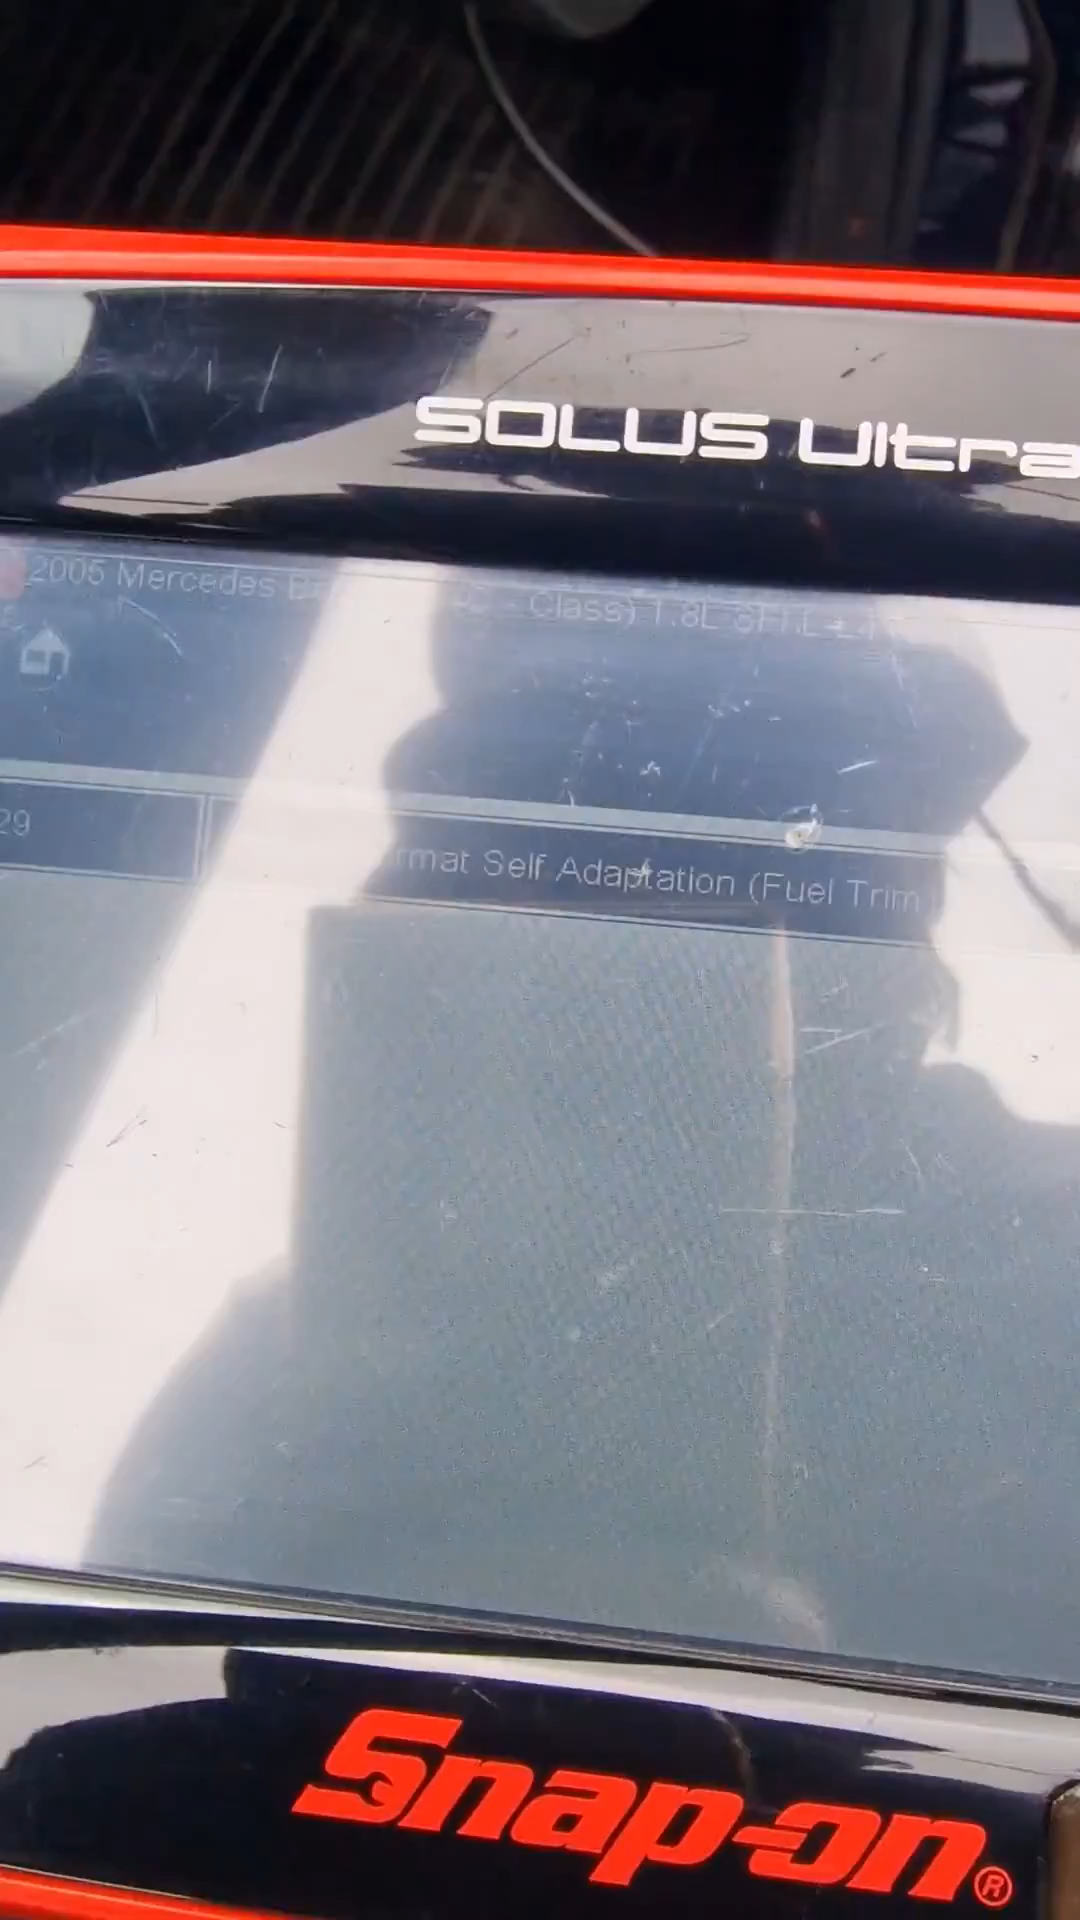 SOLUS Ultra
2005 Mercedes
Class) 1.8L
29
rmat Self Adaptation (Fuel Trim
Snap-on®